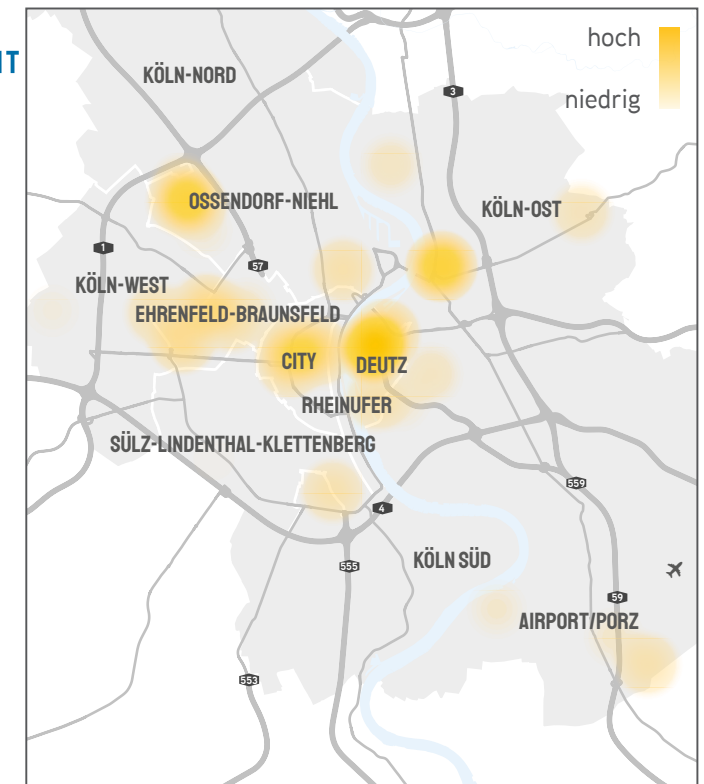 IT
hoch
KÖLN-NORD
3
niedrig
OSSENDORF-NIEHL
KÖLN-OST
1
57
KÖLN-WEST
EHRENFELD-BRAUNSFELD
CITY
DEUTZ
RHEINUFER
SÜLZ-LINDENTHAL-KLETTENBERG
559
4
KÖLN SÜD
555
59
AIRPORT/PORZ
553